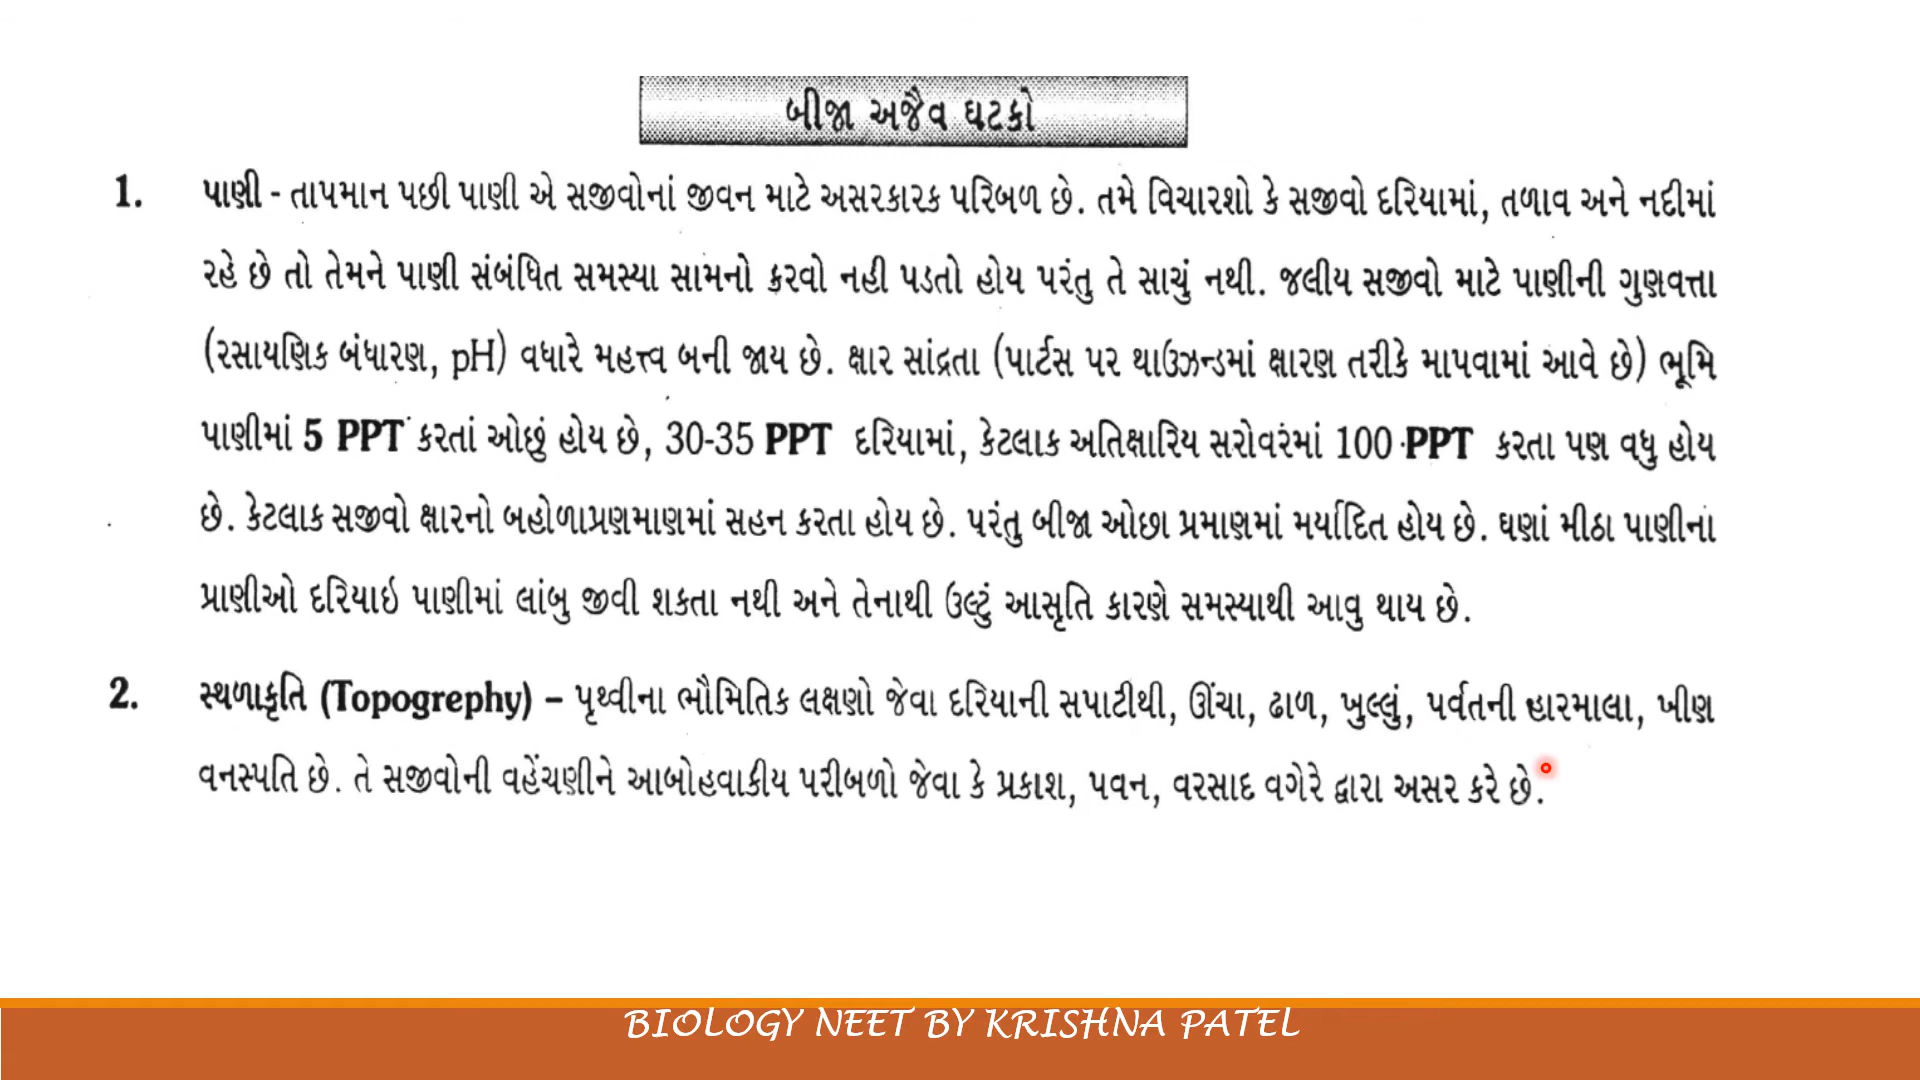 બીજા અજૈવ ઘટકો
1. પાણી - તાપમાન પછી પાણી એ સજીવોનાં જીવન માટે અસરકારક પરિબળ છે. તમે વિચારશો કે સજીવો દરિયામાં, તળાવ અને નદીમાં
રહે છે તો તેમને પાણી સંબંધિત સમસ્યા સામનો કરવો નહી પડતો હોય પરંતુ તે સાચું નથી. જલીય સજીવો માટે પાણીની ગુણવત્તા
(રસાયણિક બંધારણ, pH) વધારે મહત્ત્વ બની જાય છે. ક્ષાર સાંદ્રતા (પાર્ટસ પર થાઉઝન્ડમાં ક્ષારણ તરીકે માપવામાં આવે છે) ભૂમિ
પાણીમાં 5 PPT કરતાં ઓછું હોય છે, 30-35 PPT દરિયામાં, કેટલાક અતિક્ષારિય સરોવરંમાં 100 PPT કરતા પણ વધુ હોય
છે. કેટલાક સજીવો ક્ષારનો બહોળાપ્રણમાણમાં સહન કરતા હોય છે. પરંતુ બીજા ઓછા પ્રમાણમાં મર્યાદિત હોય છે. ઘણાં મીઠા પાણીના
પ્રાણીઓ દરિયાઇ પાણીમાં લાંબુ જીવી શકતા નથી અને તેનાથી ઉલ્ટું આસૃતિ કારણે સમસ્યાથી આવુ થાય છે.
2. સ્થળાકૃતિ (Topogrephy) – પૃથ્વીના ભૌમિતિક લક્ષણો જેવા દરિયાની સપાટીથી, ઊંચા, ઢાળ, ખુલ્લું, પર્વતની હારમાલા, ખીણ
વનસ્પતિ છે. તે સજીવોની વહેંચણીને આબોહવાકીય પરીબળો જેવા કે પ્રકાશ, પવન, વરસાદ વગેરે દ્વારા અસર કરે છે.
BIOLOGY NEET BY KRISHNA PATEL